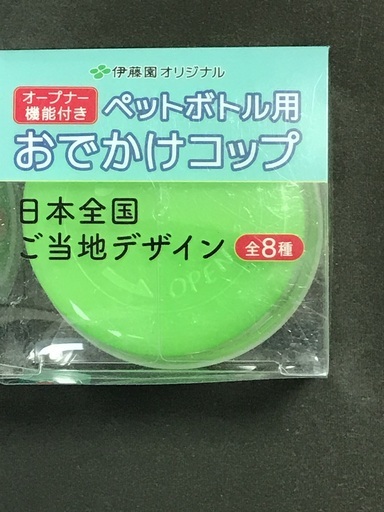 伊藤園オリジナル
オープナー
機能付き
ペットボトル用
おでかけコップ
日本全国
ご当地デザイン
全8種
OPEN